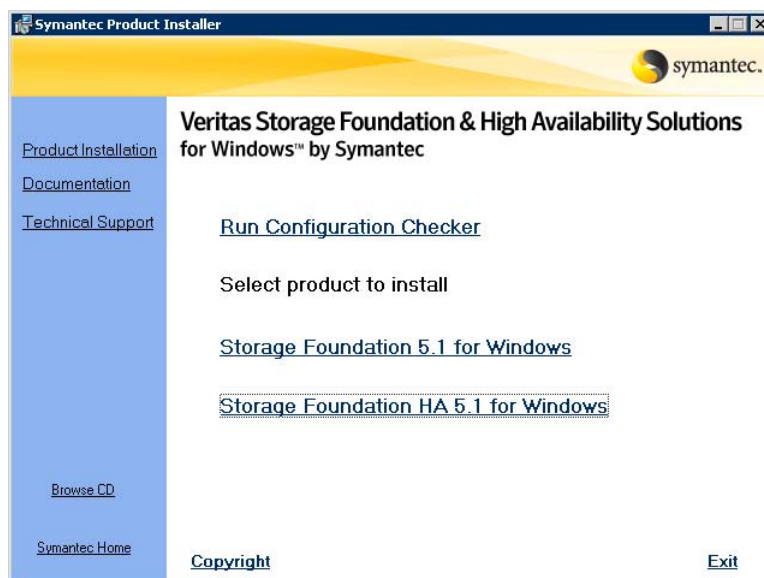 Symantec Product Installer
symantec.
Veritas Storage Foundation & High Availability Solutions
for Windows™ by Symantec
Product Installation
Documentation
Technical Support
Run Configuration Checker
Select product to install
Storage Foundation 5.1 for Windows
Storage Foundation HA 5.1 for Windows
Browse CD
Symantec Home
Copyright
Exit